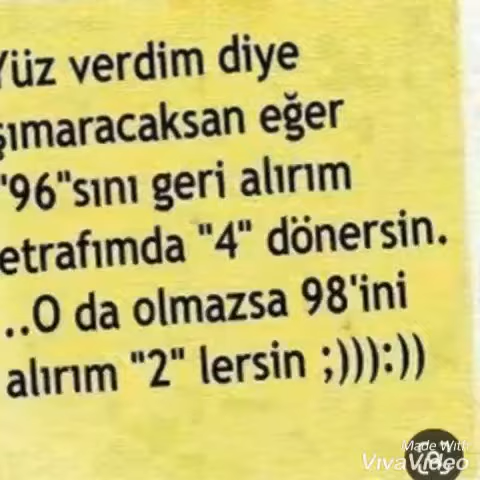 Yüz verdim diye
şımaracaksan eğer
"96"sını geri alırım
etrafımda "4" dönersin.
...O da olmazsa 98'ini
alırım "2" lersin ;))):))
Made With
VivaVideo